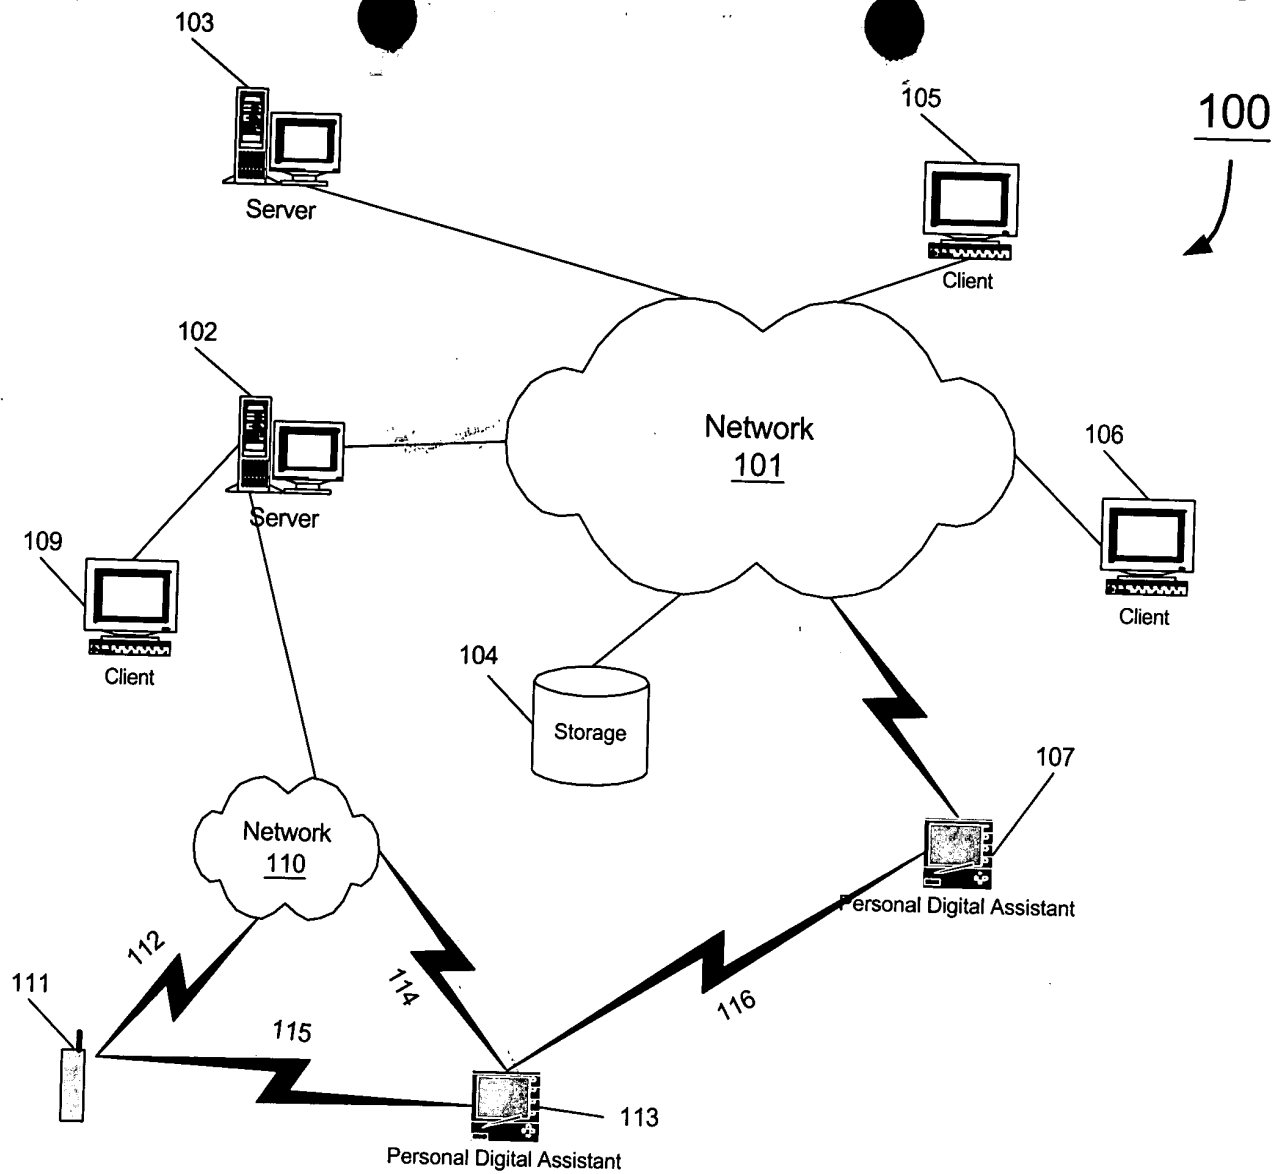 103
105
100
Server
Client
102
Network
101
106
109
Server
Client
Client
104
Storage
107
Network
110
Personal Digital Assistant
112
114
116
111
115
113
Personal Digital Assistant